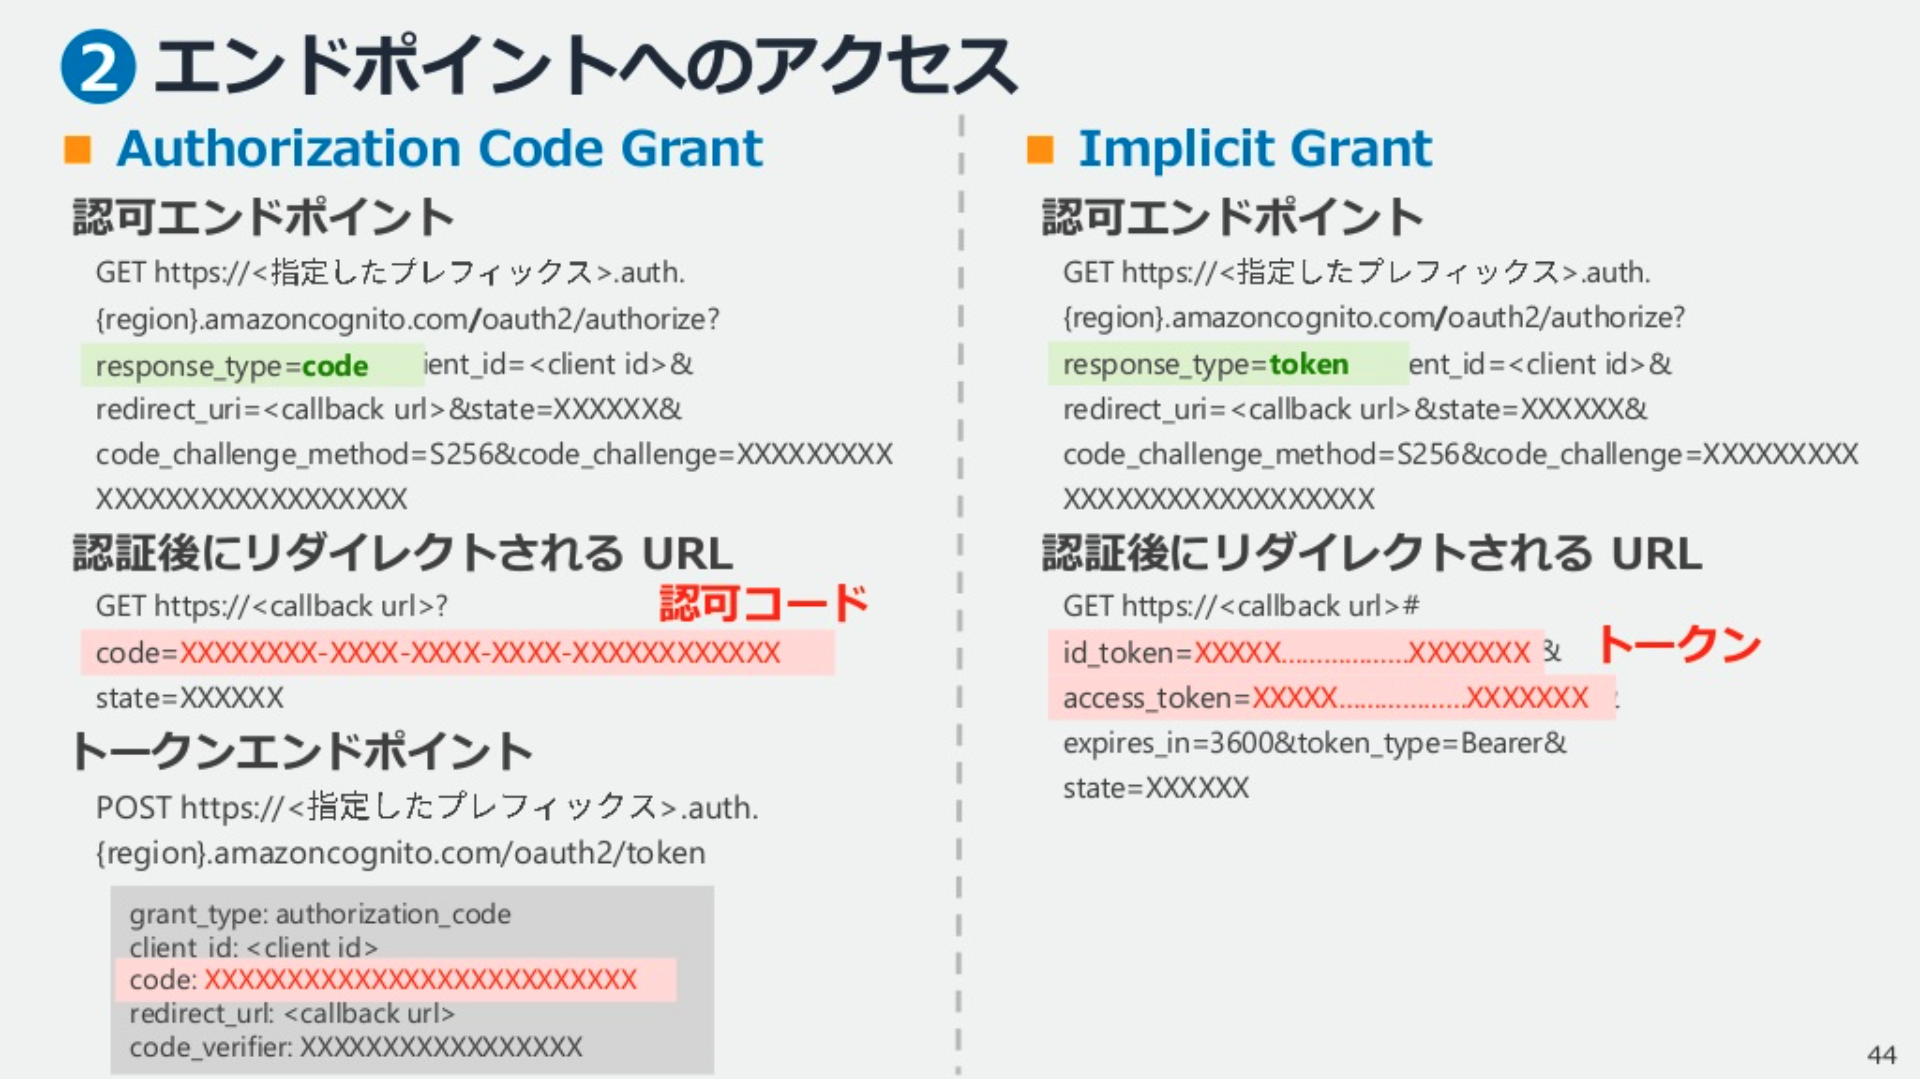 2 エンドポイントへのアクセス
Authorization Code Grant
認可エンドポイント
GET https://<指定したプレフィックス>.auth.
{region}.amazoncognito.com/oauth2/authorize?
response_type=code ient_id=<client id>&
redirect_uri=<callback url>&state=XXXXXX&
code_challenge_method=S256&code_challenge=XXXXXXXXX
XXXXXXXXXXXXXXXXXX
認証後にリダイレクトされる URL
GET https://<callback url>?
認可コード
code=XXXXXXXX-XXXX-XXXX-XXXX-XXXXXXXXXXXX
state=XXXXXX
トークンエンドポイント
POST https://<指定したプレフィックス>.auth.
{region}.amazoncognito.com/oauth2/token
grant_type: authorization_code
client_id: <client id>
code: XXXXXXXXXXXXXXXXXXXXXXXXXX
redirect_url: <callback url>
code_verifier: XXXXXXXXXXXXXXXXX
Implicit Grant
認可エンドポイント
GET https://<指定したプレフィックス>.auth.
{region}.amazoncognito.com/oauth2/authorize?
response_type=token ent_id=<client id>&
redirect_uri=<callback url>&state=XXXXXX&
code_challenge_method=S256&code_challenge=XXXXXXXXX
XXXXXXXXXXXXXXXXXX
認証後にリダイレクトされる URL
GET https://<callback url>#
id_token=XXXXX..................XXXXXXX &
トークン
access_token=XXXXX..................XXXXXXX
expires_in=3600&token_type=Bearer&
state=XXXXXX
44